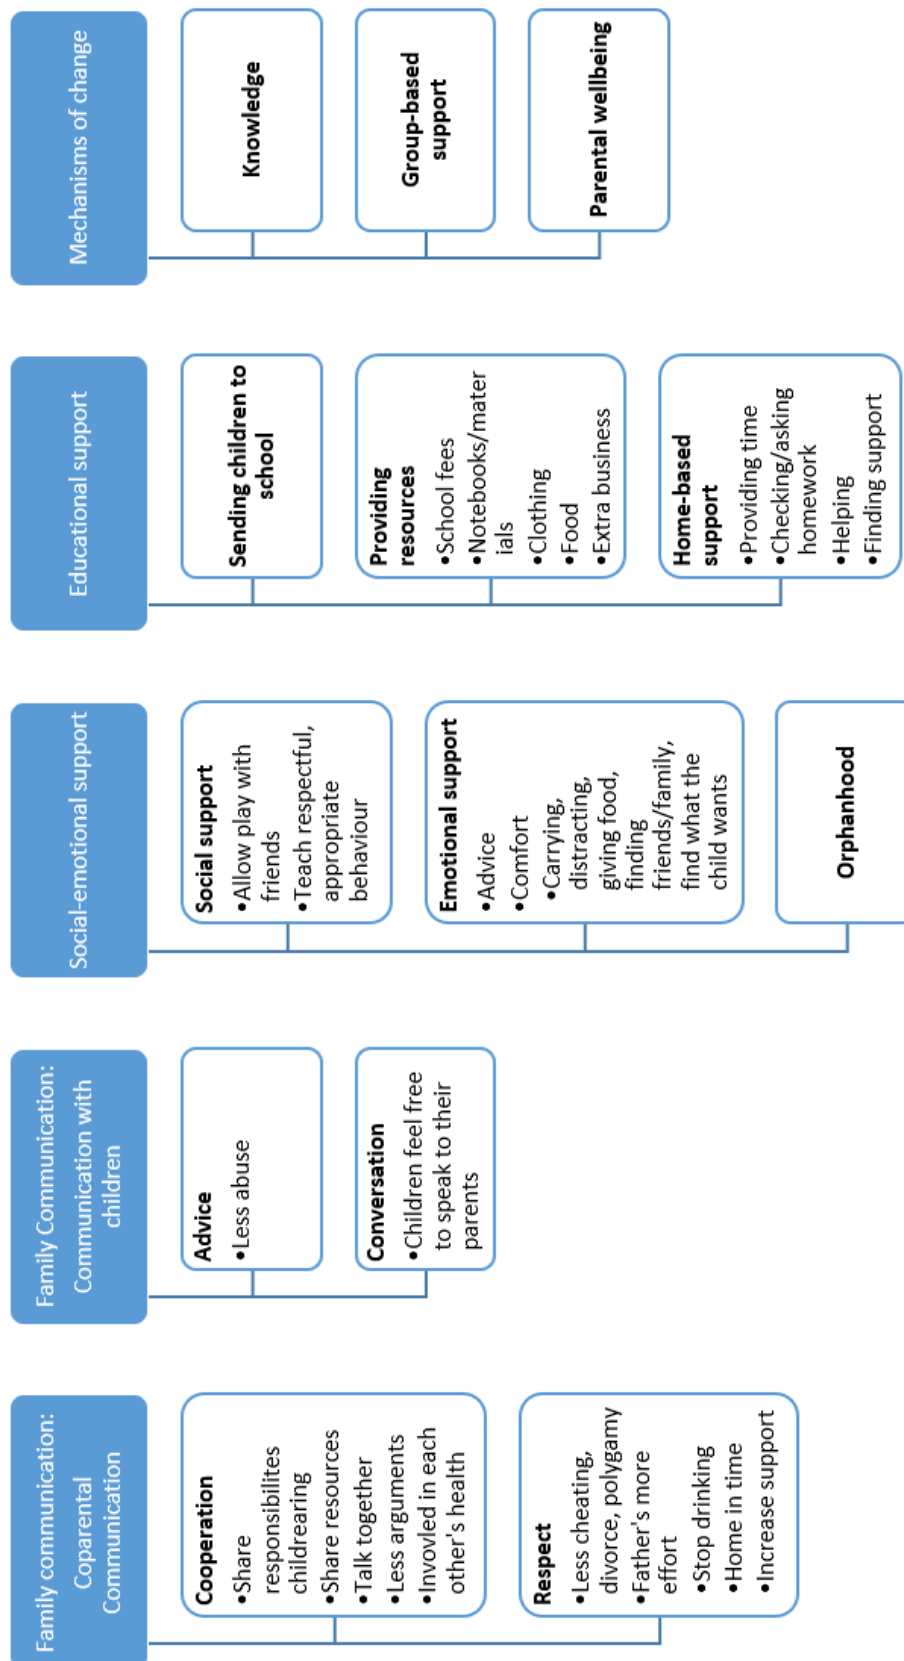 Family communication:
Coparental
Communication
Cooperation
•Share
responsibilites
childrearing
•Share resources
•Talk together
•Less arguments
•Invovled in each
other's health
Respect
•Less cheating,
divorce, polygamy
•Father's more
effort
•Stop drinking
•Home in time
•Increase support
Family Communication:
Communication with
children
Advice
•Less abuse
Conversation
•Children feel free
to speak to their
parents
Social-emotional support
Social support
•Allow play with
friends
•Teach respectful,
appropriate
behaviour
Emotional support
•Advice
•Comfort
•Carrying,
distracting,
giving food,
finding
friends/family,
find what the
child wants
Orphanhood
Educational support
Sending children to
school
Providing
resources
•School fees
•Notebooks/mater
ials
•Clothing
•Food
•Extra business
Home-based
support
•Providing time
•Checking/asking
homework
•Helping
•Finding support
Mechanisms of change
Knowledge
Group-based
support
Parental wellbeing